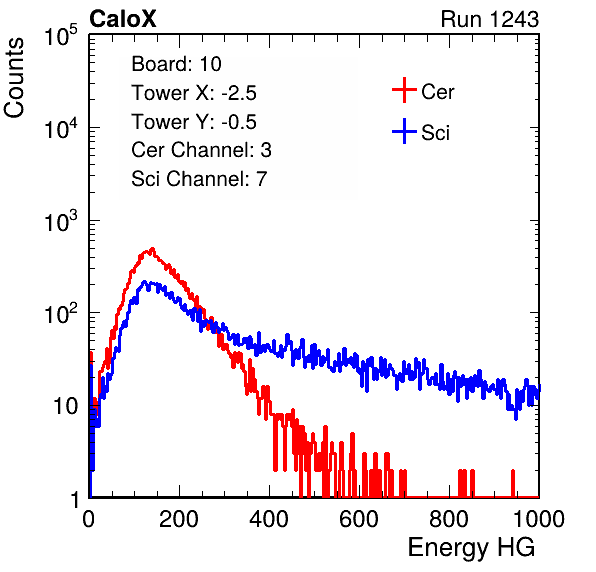 CaloX Run 1243
Counts
10^5
Board: 10
Tower X: -2.5
Cer
Tower Y: -0.5
Sci
10^4
Cer Channel: 3
Sci Channel: 7
10^3
10^2
10
1
0 200 400 600 800 1000
Energy HG